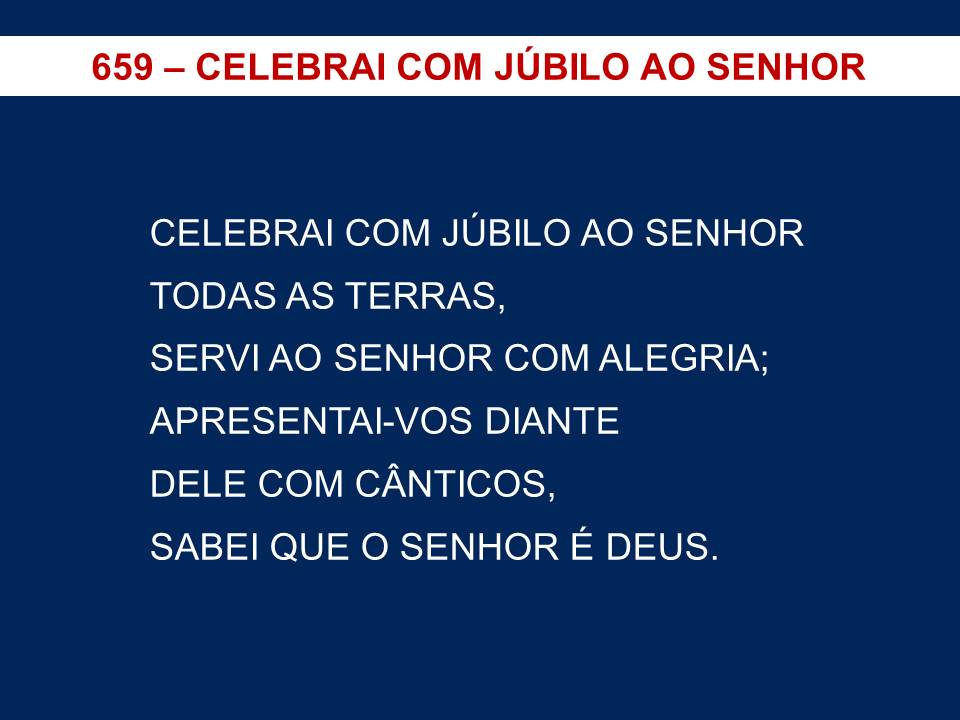 659 – CELEBRAI COM JÚBILO AO SENHOR
CELEBRAI COM JÚBILO AO SENHOR
TODAS AS TERRAS,
SERVI AO SENHOR COM ALEGRIA;
APRESENTAI-VOS DIANTE
DELE COM CÂNTICOS,
SABEI QUE O SENHOR É DEUS.